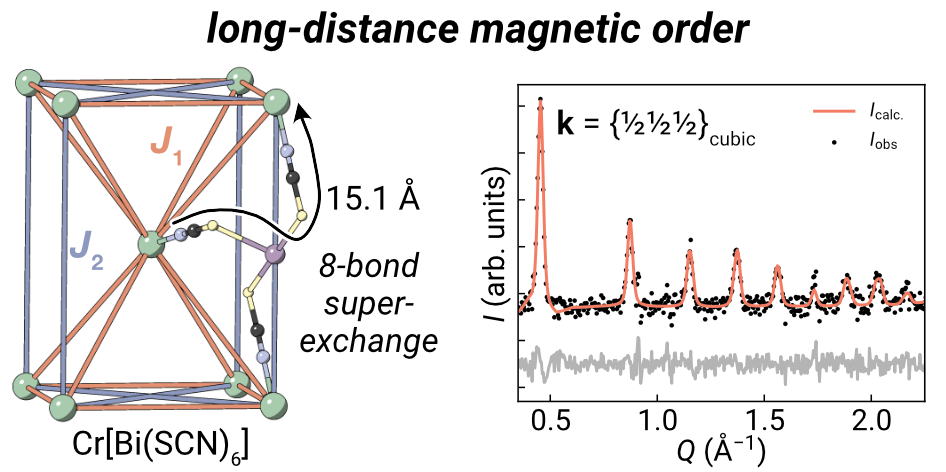 long-distance magnetic order
J₁
J₂
15.1 Å
8-bond
super-
exchange
Cr[Bi(SCN)₆]
k = {½½½}cubic
Icalc.
Iobs
I (arb. units)
0.5 1.0 1.5 2.0
Q (Å⁻¹)